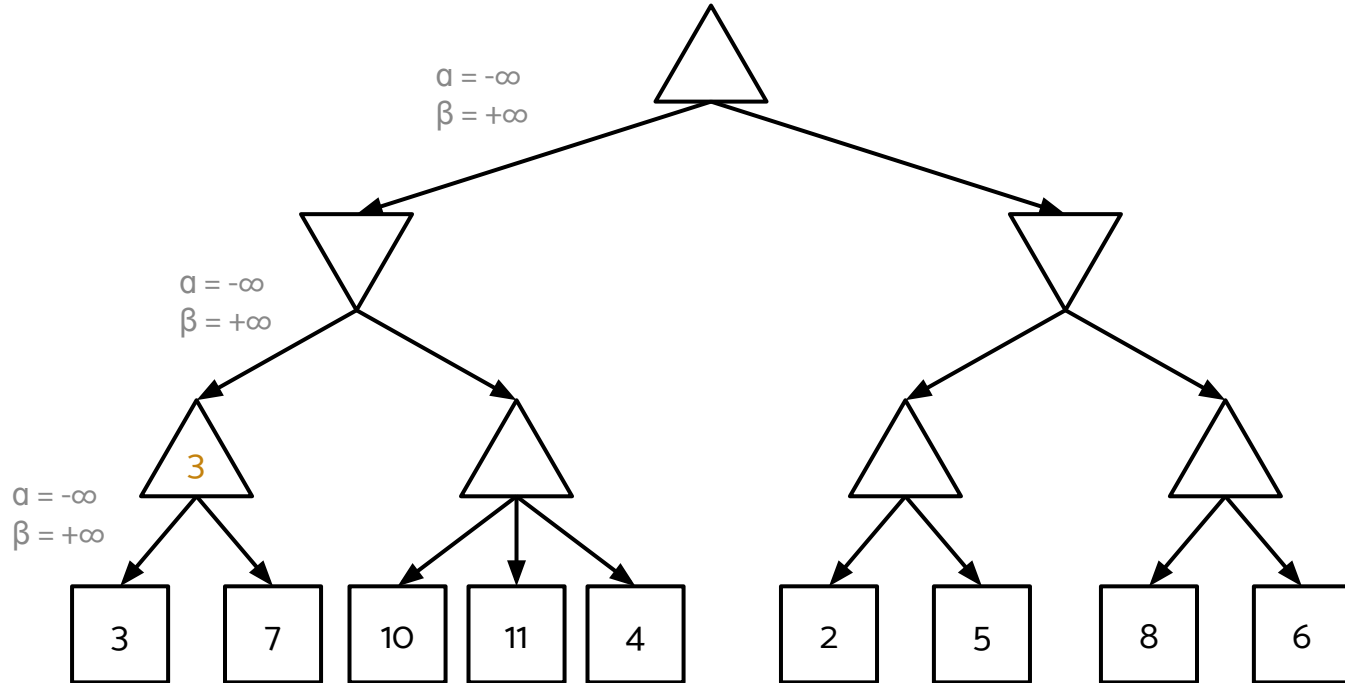 α = -∞
β = +∞
α = -∞
β = +∞
3
α = -∞
β = +∞
3 7 10 11 4 2 5 8 6